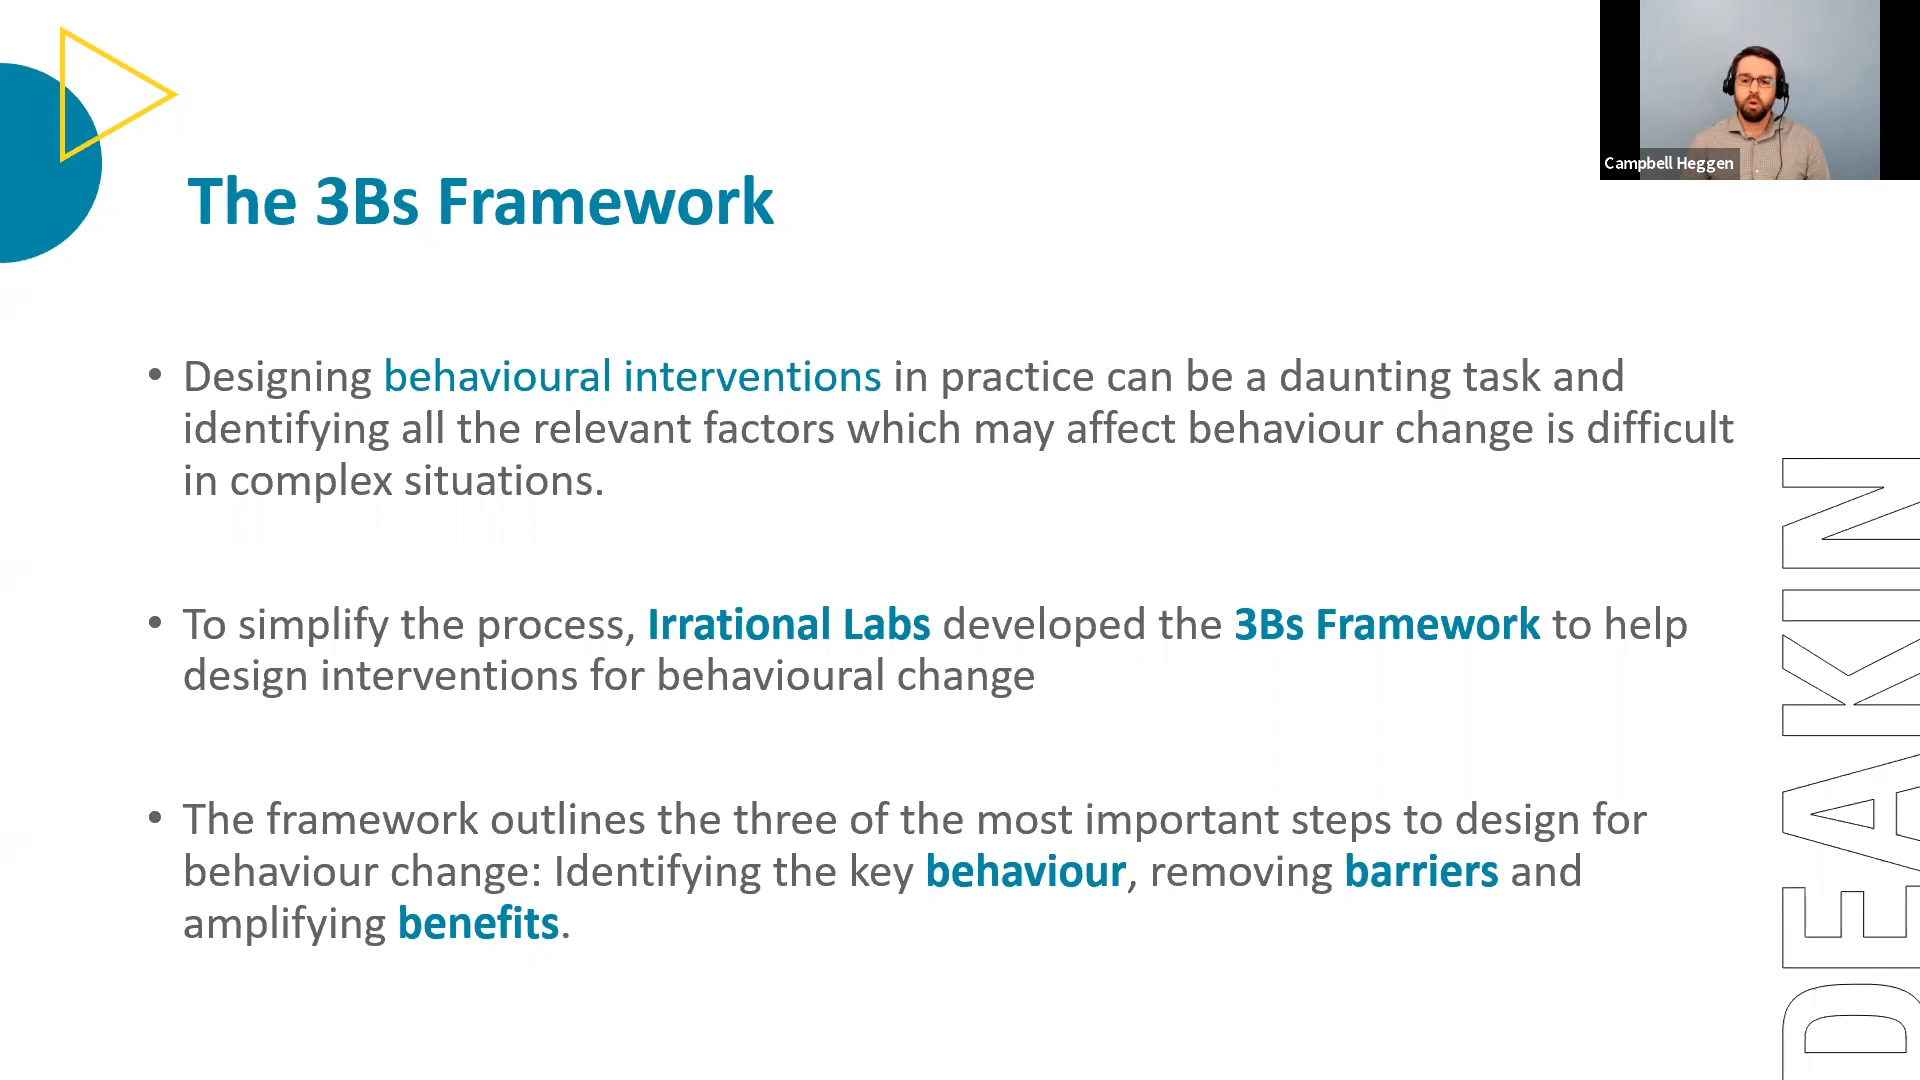 Campbell Heggen
The 3Bs Framework
• Designing behavioural interventions in practice can be a daunting task and
identifying all the relevant factors which may affect behaviour change is difficult
in complex situations.
• To simplify the process, Irrational Labs developed the 3Bs Framework to help
design interventions for behavioural change
• The framework outlines the three of the most important steps to design for
behaviour change: Identifying the key behaviour, removing barriers and
amplifying benefits.
DEAKIN